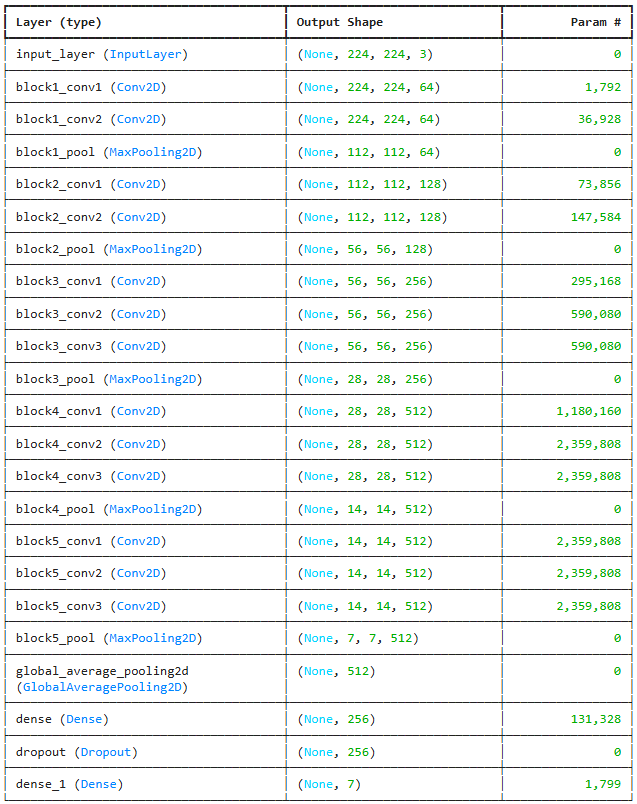 Layer (type) Output Shape Param #
input_layer (InputLayer) (None, 224, 224, 3) 0
block1_conv1 (Conv2D) (None, 224, 224, 64) 1,792
block1_conv2 (Conv2D) (None, 224, 224, 64) 36,928
block1_pool (MaxPooling2D) (None, 112, 112, 64) 0
block2_conv1 (Conv2D) (None, 112, 112, 128) 73,856
block2_conv2 (Conv2D) (None, 112, 112, 128) 147,584
block2_pool (MaxPooling2D) (None, 56, 56, 128) 0
block3_conv1 (Conv2D) (None, 56, 56, 256) 295,168
block3_conv2 (Conv2D) (None, 56, 56, 256) 590,080
block3_conv3 (Conv2D) (None, 56, 56, 256) 590,080
block3_pool (MaxPooling2D) (None, 28, 28, 256) 0
block4_conv1 (Conv2D) (None, 28, 28, 512) 1,180,160
block4_conv2 (Conv2D) (None, 28, 28, 512) 2,359,808
block4_conv3 (Conv2D) (None, 28, 28, 512) 2,359,808
block4_pool (MaxPooling2D) (None, 14, 14, 512) 0
block5_conv1 (Conv2D) (None, 14, 14, 512) 2,359,808
block5_conv2 (Conv2D) (None, 14, 14, 512) 2,359,808
block5_conv3 (Conv2D) (None, 14, 14, 512) 2,359,808
block5_pool (MaxPooling2D) (None, 7, 7, 512) 0
global_average_pooling2d (None, 512) 0
(GlobalAveragePooling2D)
dense (Dense) (None, 256) 131,328
dropout (Dropout) (None, 256) 0
dense_1 (Dense) (None, 7) 1,799